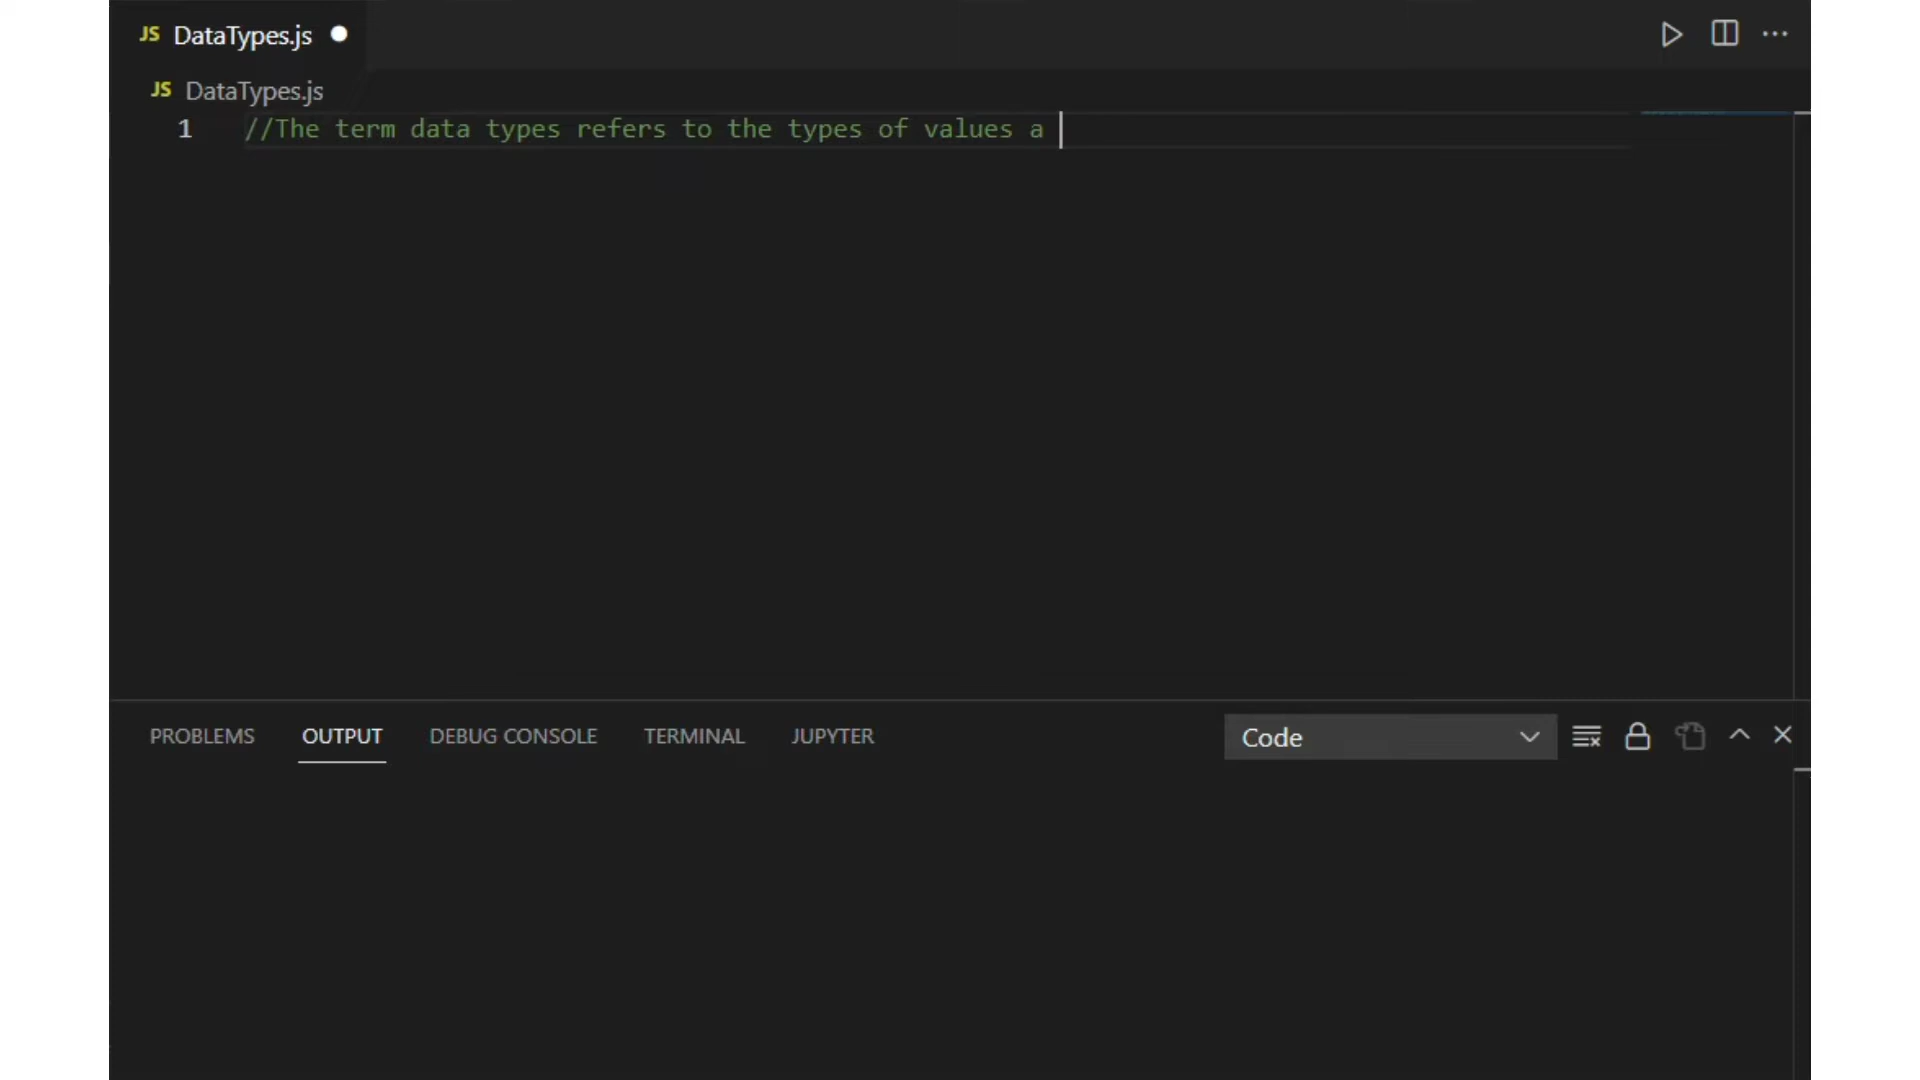 JS DataTypes.js
JS DataTypes.js
1 //The term data types refers to the types of values a
PROBLEMS OUTPUT DEBUG CONSOLE TERMINAL JUPYTER Code